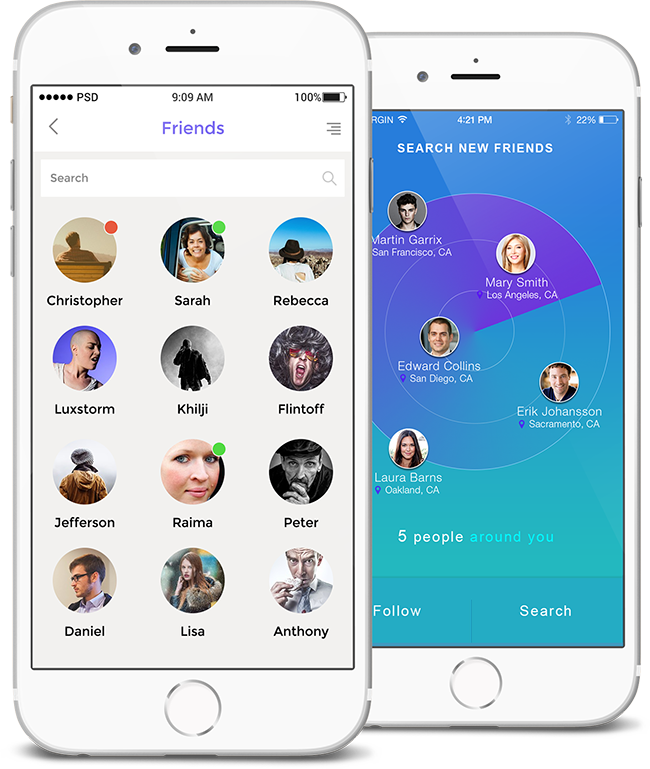 PSD
9:09 AM
100%
Friends
Search
Christopher
Sarah
Rebecca
Luxstorm
Khilji
Flintoff
Jefferson
Raima
Peter
Daniel
Lisa
Anthony
RGIN
4:21 PM
22%
SEARCH NEW FRIENDS
Martin Garrix
San Francisco, CA
Mary Smith
Los Angeles, CA
Edward Collins
San Diego, CA
Erik Johansson
Sacramento, CA
Laura Barns
Oakland, CA
5 people around you
Follow
Search